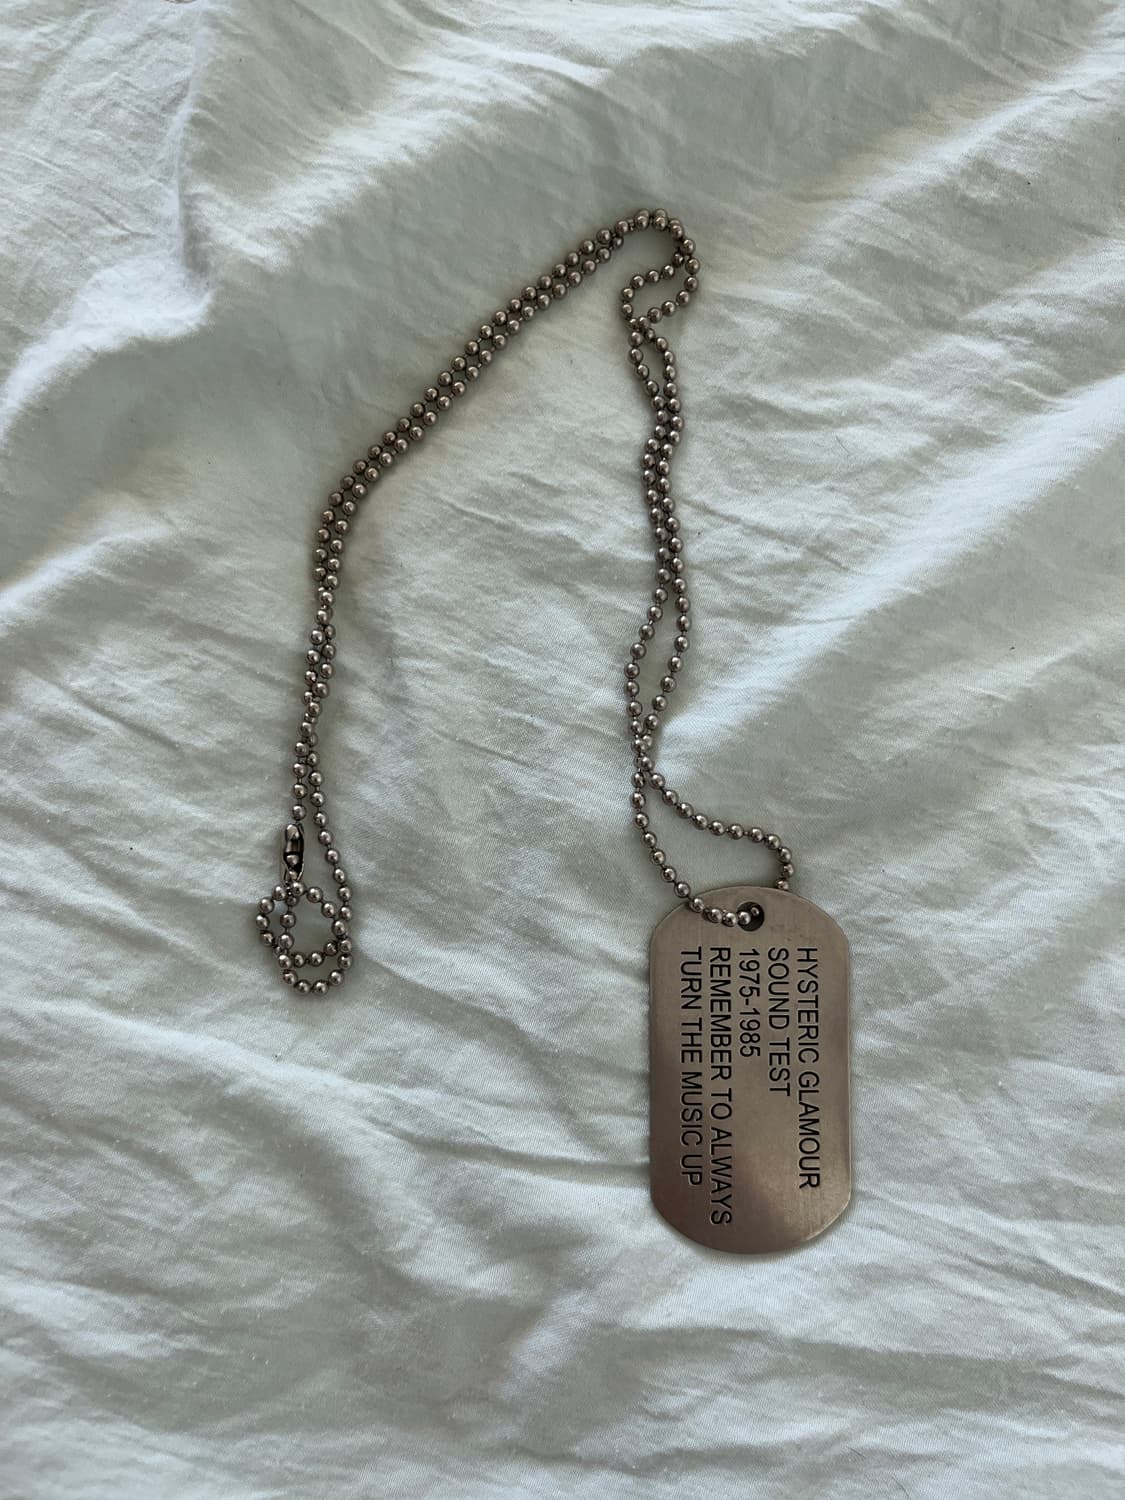 HYSTERIC GLAMOUR
SOUND TEST
1975-1985
REMEMBER TO ALWAYS
TURN THE MUSIC UP